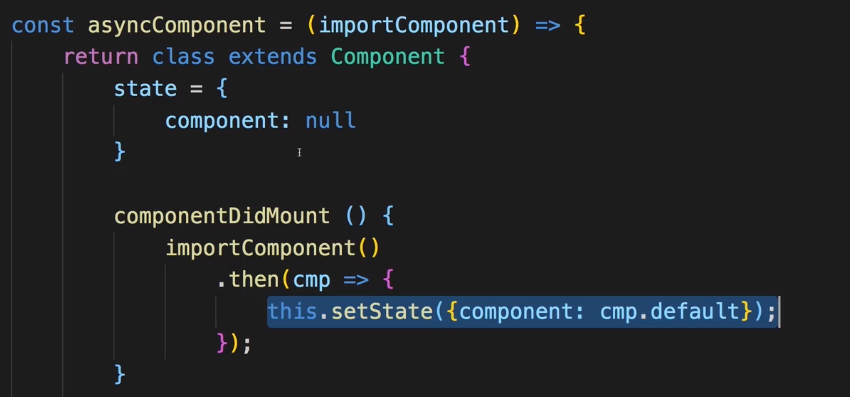 const asyncComponent = (importComponent) => {
return class extends Component {
state = {
component: null
}
componentDidMount () {
importComponent()
.then(cmp => {
this.setState({component: cmp.default});
});
}